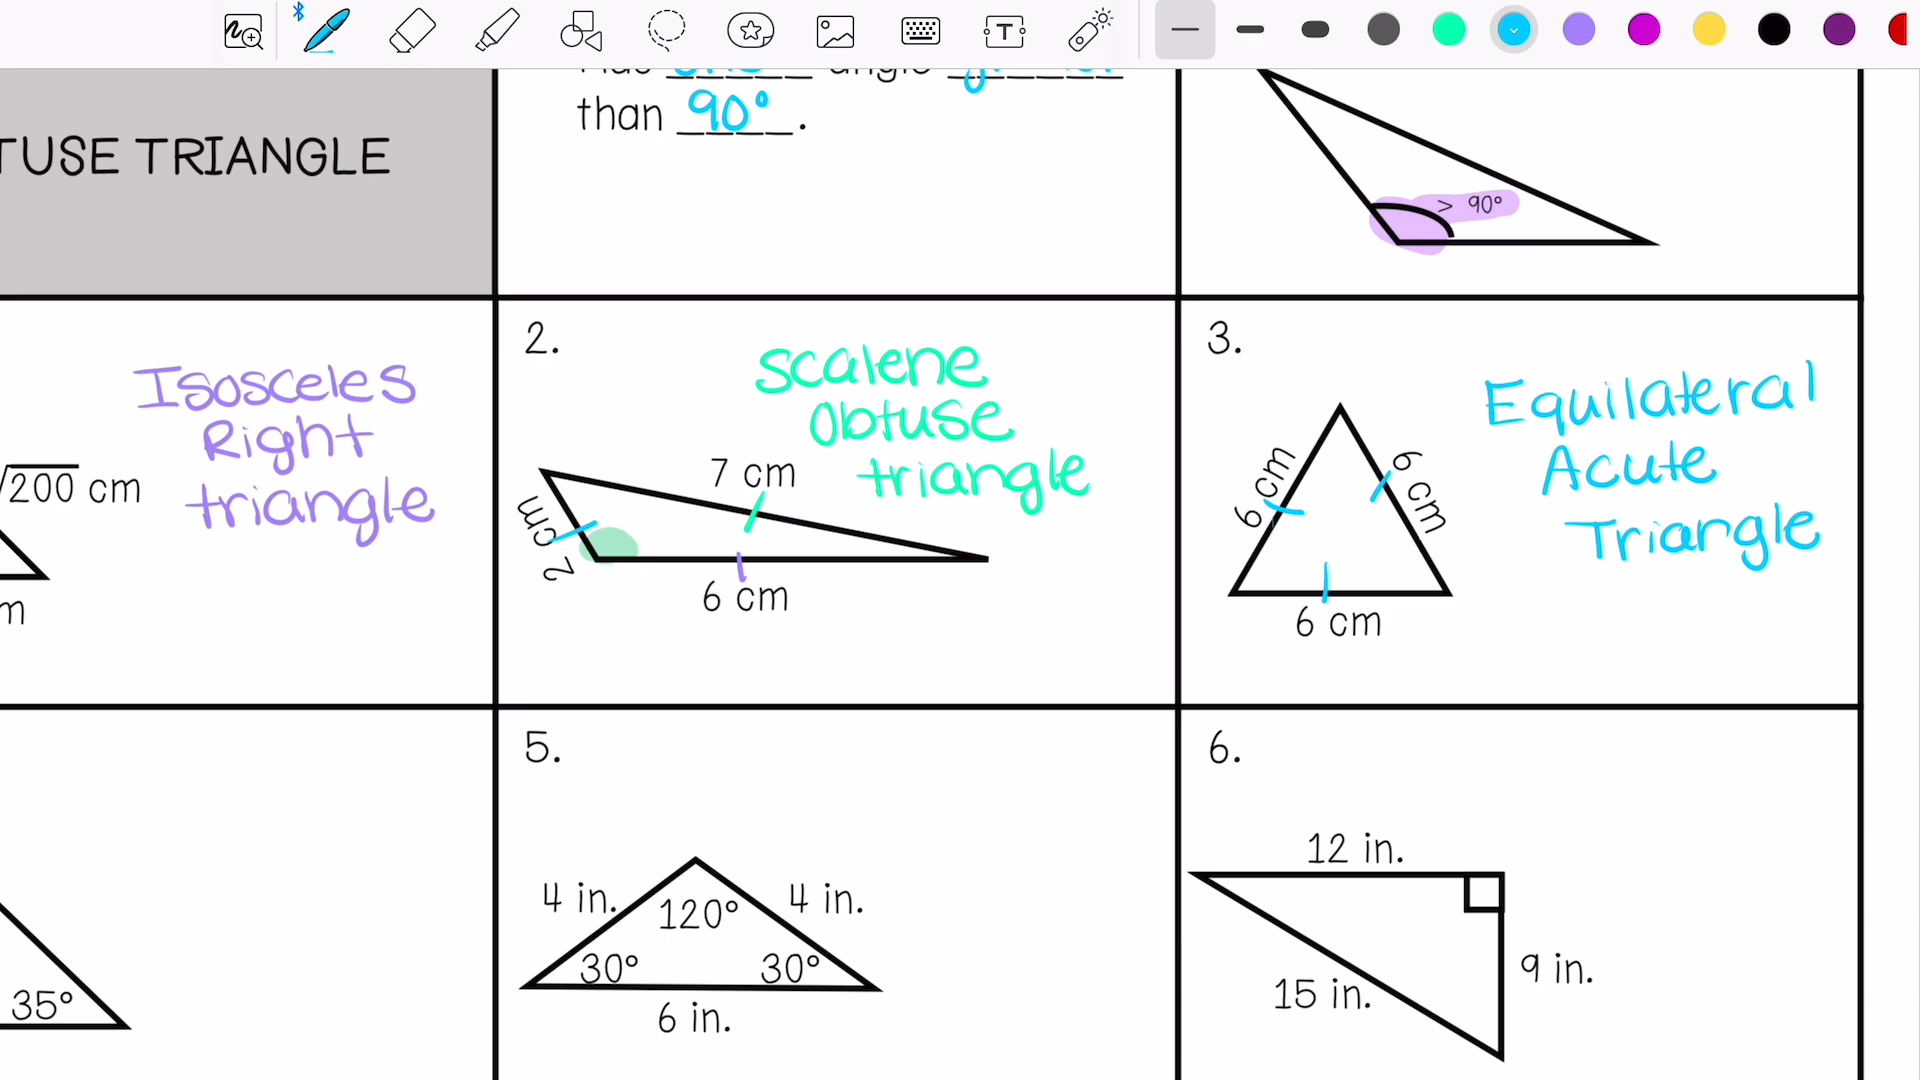 than 90°.
TUSE TRIANGLE
> 90°
Isosceles
Right
triangle
√200 cm
m
2.
Scalene
Obtuse
triangle
7 cm
2 cm
6 cm
3.
Equilateral
Acute
Triangle
6 cm
6 cm
6 cm
35°
5.
4 in.
4 in.
120°
30°
30°
6 in.
6.
12 in.
9 in.
15 in.